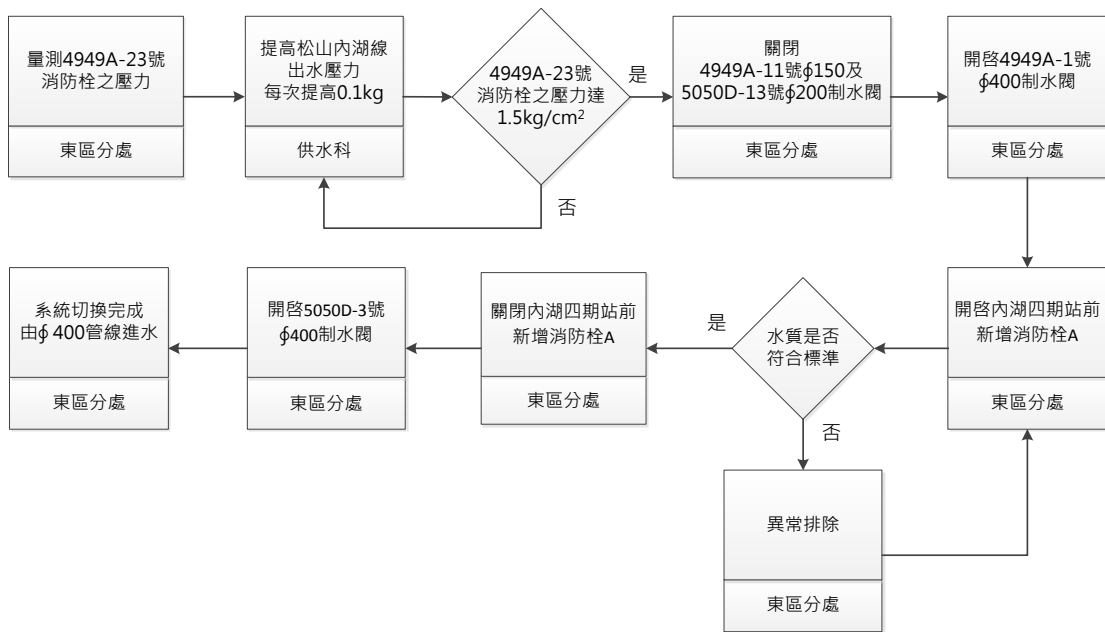 量測4949A-23號
消防栓之壓力
東區分處
提高松山內湖線
出水壓力
每次提高0.1kg
供水科
4949A-23號
消防栓之壓力達
1.5kg/cm²
是
否
關閉
4949A-11號∮150及
5050D-13號∮200制水閥
東區分處
開啓4949A-1號
∮400制水閥
東區分處
開啓內湖四期站前
新增消防栓A
東區分處
水質是否
符合標準
是
否
異常排除
東區分處
關閉內湖四期站前
新增消防栓A
東區分處
開啓5050D-3號
∮400制水閥
東區分處
系統切換完成
由∮400管線進水
東區分處